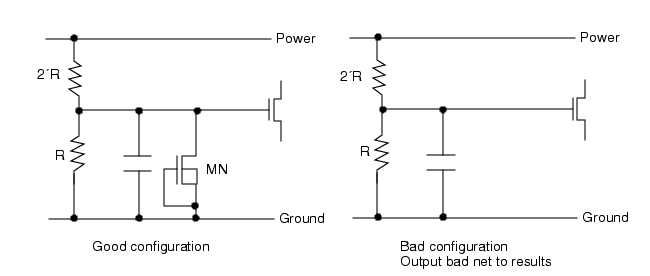 Power
2´R
R
MN
Ground
Good configuration
Power
2´R
R
Ground
Bad configuration
Output bad net to results